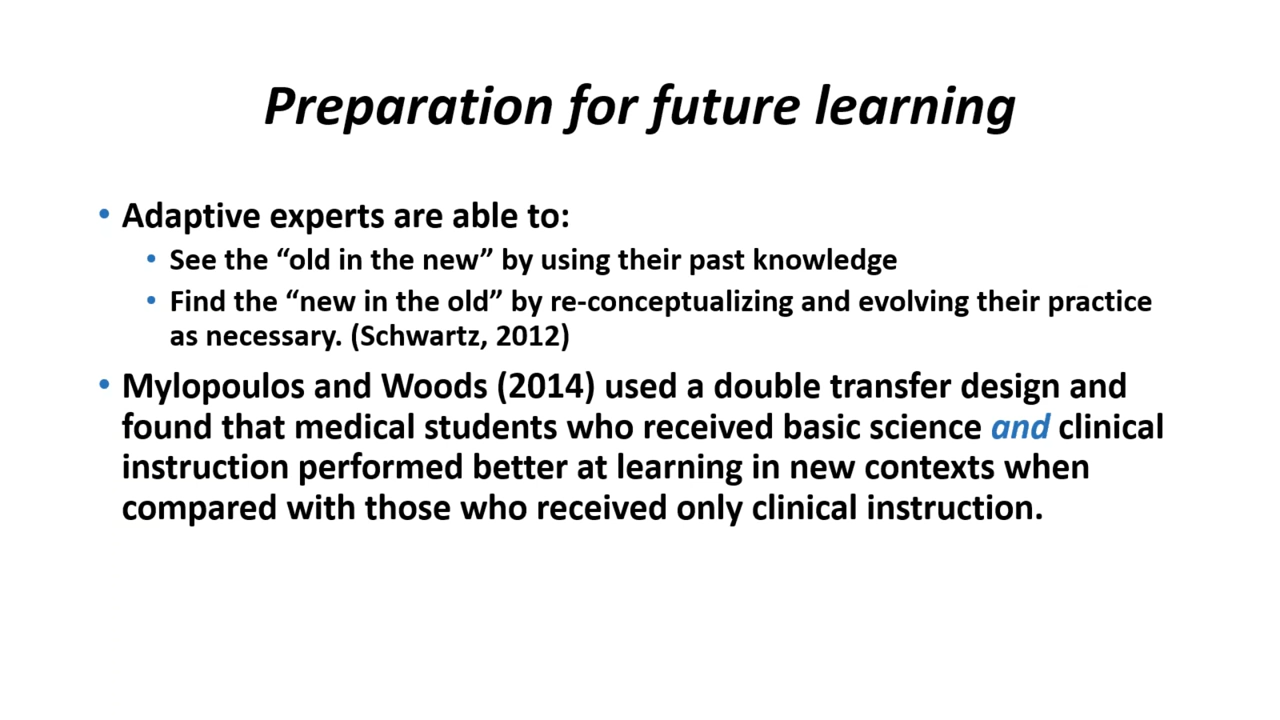 Preparation for future learning
• Adaptive experts are able to:
• See the “old in the new” by using their past knowledge
• Find the “new in the old” by re-conceptualizing and evolving their practice
as necessary. (Schwartz, 2012)
• Mylopoulos and Woods (2014) used a double transfer design and
found that medical students who received basic science and clinical
instruction performed better at learning in new contexts when
compared with those who received only clinical instruction.